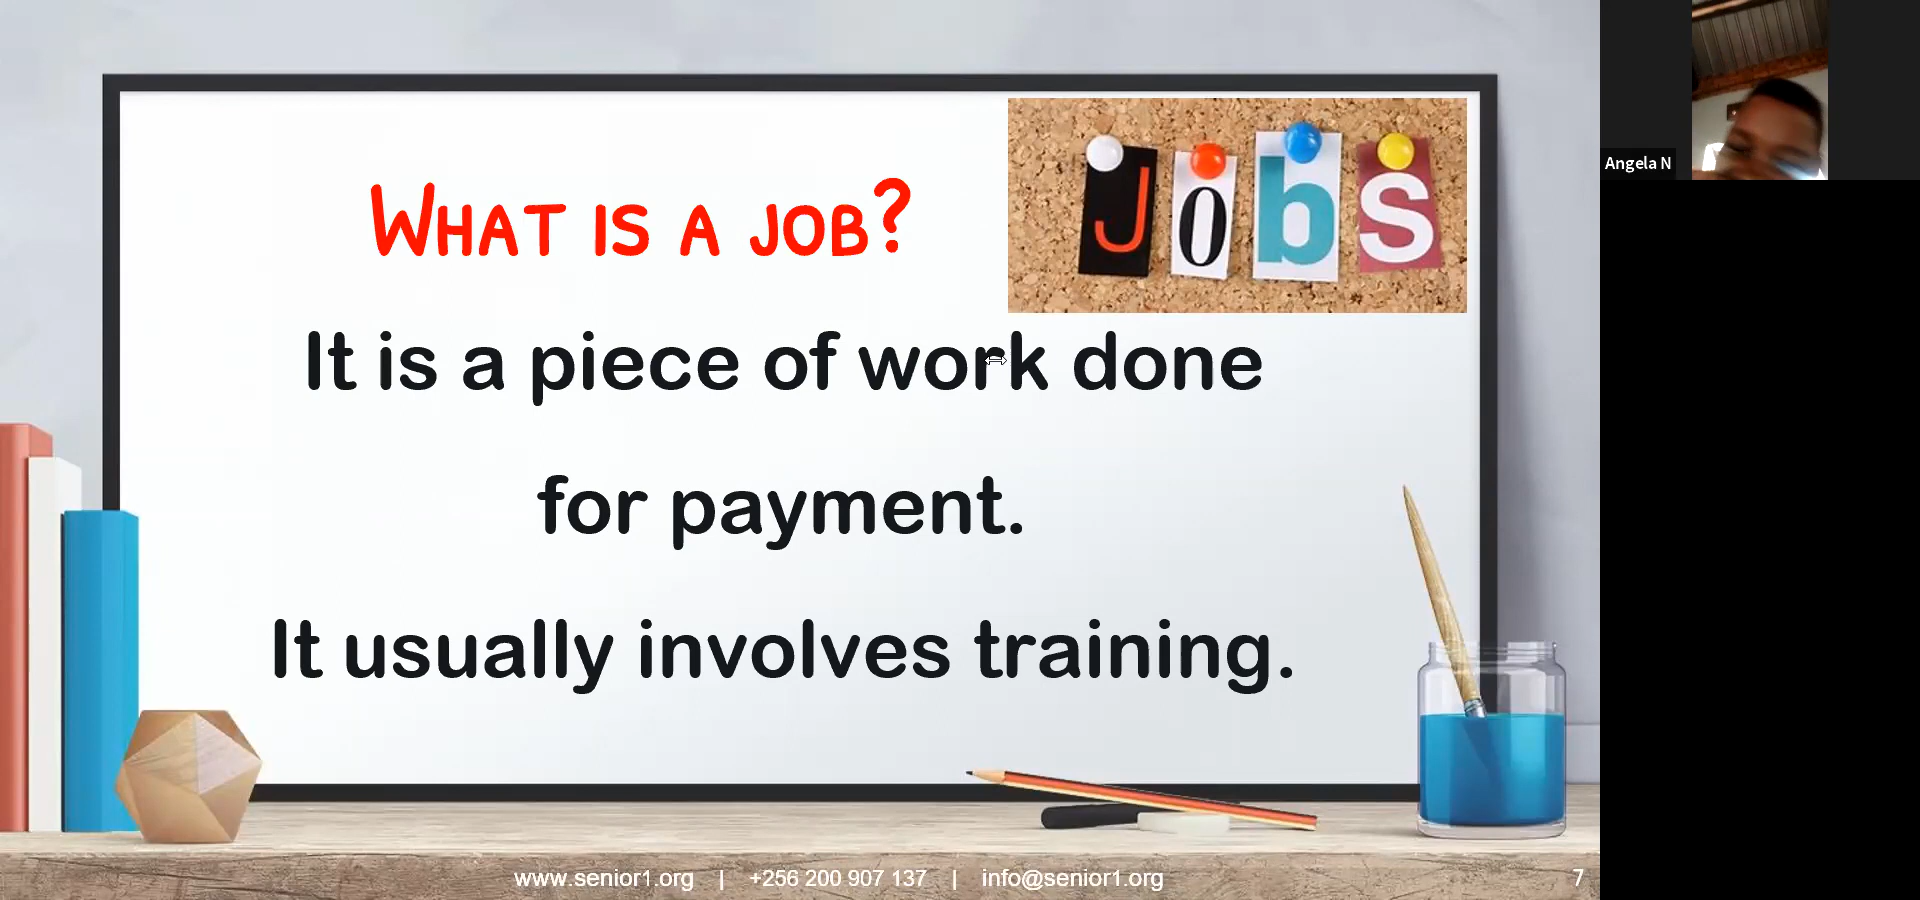 What is a job?
Jobs
It is a piece of work done
for payment.
It usually involves training.
www.senior1.org | +256 200 907 137 | info@senior1.org
7
Angela N